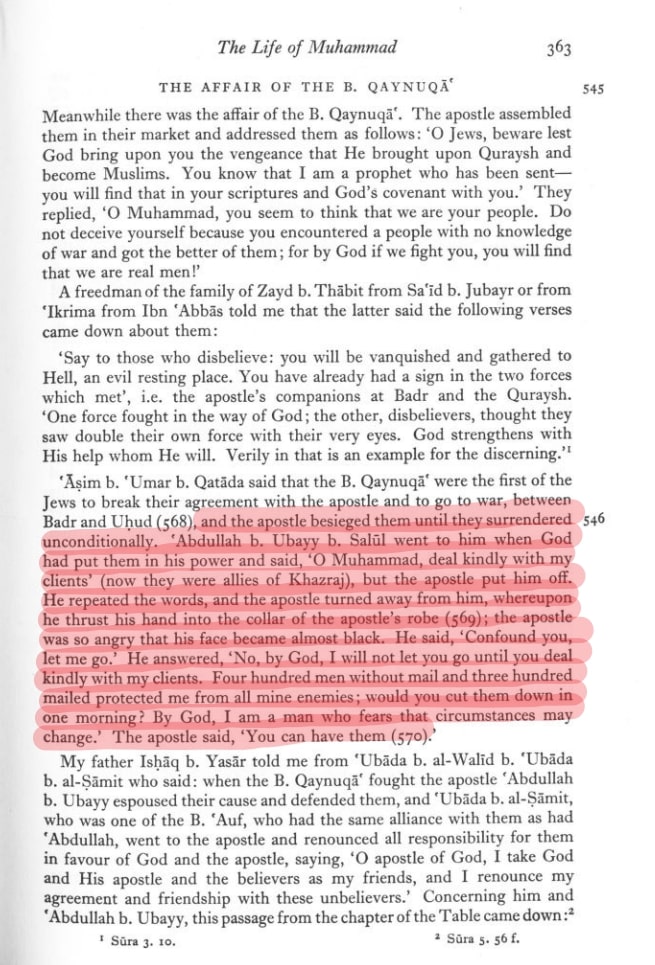 The Life of Muhammad 363
THE AFFAIR OF THE B. QAYNUQĀʿ 545
Meanwhile there was the affair of the B. Qaynuqāʿ. The apostle assembled
them in their market and addressed them as follows: ‘O Jews, beware lest
God bring upon you the vengeance that He brought upon Quraysh and
become Muslims. You know that I am a prophet who has been sent—
you will find that in your scriptures and God's covenant with you.’ They
replied, ‘O Muhammad, you seem to think that we are your people. Do
not deceive yourself because you encountered a people with no knowledge
of war and got the better of them; for by God if we fight you, you will find
that we are real men!’
A freedman of the family of Zayd b. Thābit from Saʿīd b. Jubayr or from
ʿIkrima from Ibn ʿAbbās told me that the latter said the following verses
came down about them:
‘Say to those who disbelieve: you will be vanquished and gathered to
Hell, an evil resting place. You have already had a sign in the two forces
which met’, i.e. the apostle's companions at Badr and the Quraysh.
‘One force fought in the way of God; the other, disbelievers, thought they
saw double their own force with their very eyes. God strengthens with
His help whom He will. Verily in that is an example for the discerning.’¹
ʿĀṣim b. ʿUmar b. Qatāda said that the B. Qaynuqāʿ were the first of the
Jews to break their agreement with the apostle and to go to war, between
Badr and Uḥud (568), and the apostle besieged them until they surrendered 546
unconditionally. ʿAbdullah b. Ubayy b. Salūl went to him when God
had put them in his power and said, ‘O Muhammad, deal kindly with my
clients’ (now they were allies of Khazraj), but the apostle put him off.
He repeated the words, and the apostle turned away from him, whereupon
he thrust his hand into the collar of the apostle's robe (569); the apostle
was so angry that his face became almost black. He said, ‘Confound you,
let me go.’ He answered, ‘No, by God, I will not let you go until you deal
kindly with my clients. Four hundred men without mail and three hundred
mailed protected me from all mine enemies; would you cut them down in
one morning? By God, I am a man who fears that circumstances may
change.’ The apostle said, ‘You can have them (570).’
My father Isḥāq b. Yasār told me from ʿUbāda b. al-Walīd b. ʿUbāda
b. al-Ṣāmit who said: when the B. Qaynuqāʿ fought the apostle ʿAbdullah
b. Ubayy espoused their cause and defended them, and ʿUbāda b. al-Ṣāmit,
who was one of the B. ʿAuf, who had the same alliance with them as had
ʿAbdullah, went to the apostle and renounced all responsibility for them
in favour of God and the apostle, saying, ‘O apostle of God, I take God
and His apostle and the believers as my friends, and I renounce my
agreement and friendship with these unbelievers.’ Concerning him and
ʿAbdullah b. Ubayy, this passage from the chapter of the Table came down:²
¹ Sūra 3. 10. ² Sūra 5. 56 f.